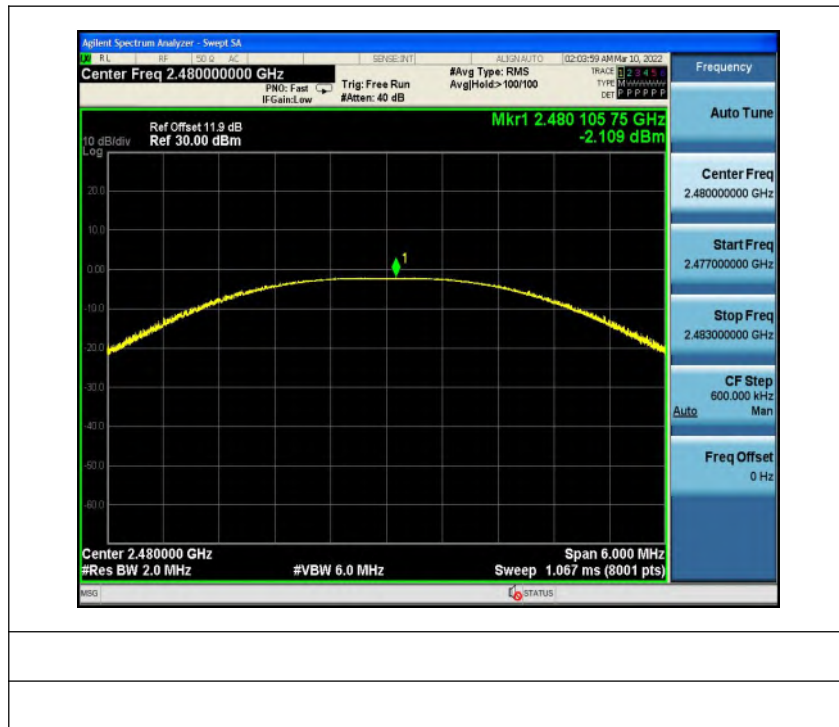 Agilent Spectrum Analyzer - Swept SA
RL RF 50 Ω AC SENSE:INT ALIGN AUTO 02:03:59 AM Mar 10, 2022
Center Freq 2.480000000 GHz
PNO: Fast
IFGain:Low
Trig: Free Run
#Atten: 40 dB
#Avg Type: RMS
Avg|Hold:>100/100
TRACE 1 2 3 4 5 6
TYPE M
DET P P P P P P
Ref Offset 11.9 dB
10 dB/div Ref 30.00 dBm
Log
Mkr1 2.480 105 75 GHz
-2.109 dBm
20.0
10.0
0.00
-10.0
-20.0
-30.0
-40.0
-50.0
-60.0
1
Center 2.480000 GHz
#Res BW 2.0 MHz
#VBW 6.0 MHz
Span 6.000 MHz
Sweep 1.067 ms (8001 pts)
MSG
STATUS
Frequency
Auto Tune
Center Freq
2.480000000 GHz
Start Freq
2.477000000 GHz
Stop Freq
2.483000000 GHz
CF Step
600.000 kHz
Auto Man
Freq Offset
0 Hz